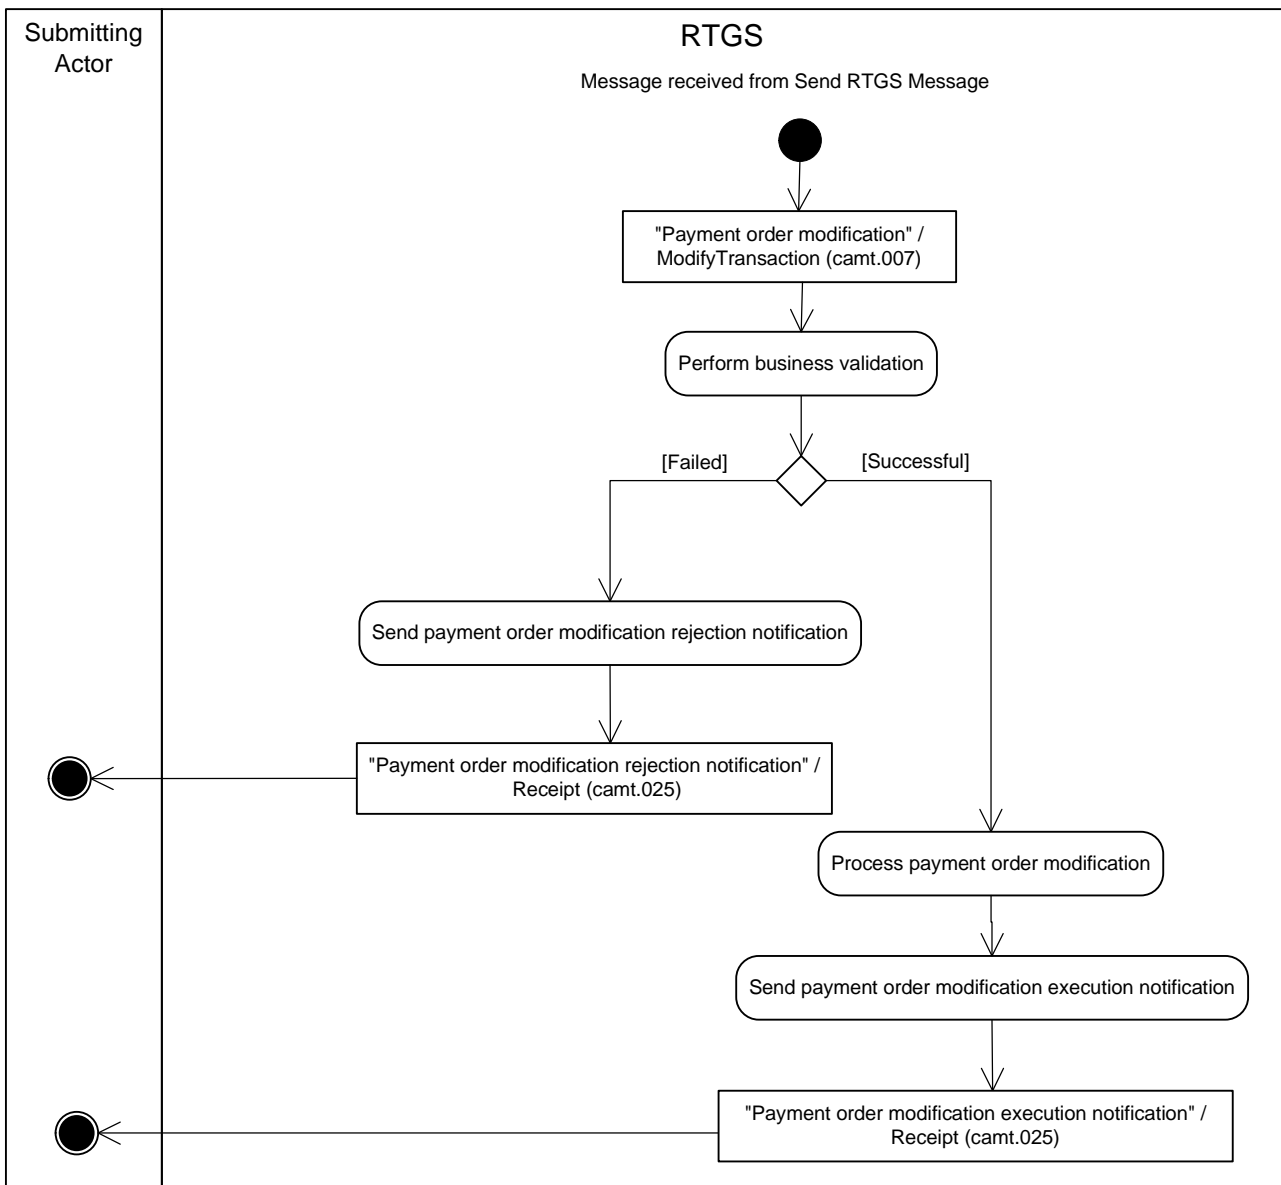 Submitting
Actor
RTGS
Message received from Send RTGS Message
"Payment order modification" /
ModifyTransaction (camt.007)
Perform business validation
[Failed]
[Successful]
Send payment order modification rejection notification
"Payment order modification rejection notification" /
Receipt (camt.025)
Process payment order modification
Send payment order modification execution notification
"Payment order modification execution notification" /
Receipt (camt.025)